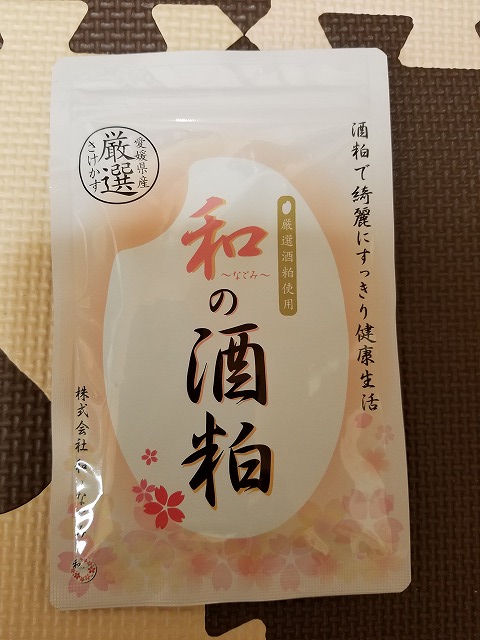 酒粕で綺麗にすっきり健康生活
愛媛県産
厳選
さけかす
厳選酒粕使用
和
～なごみ～
の
酒粕
株式会社
和